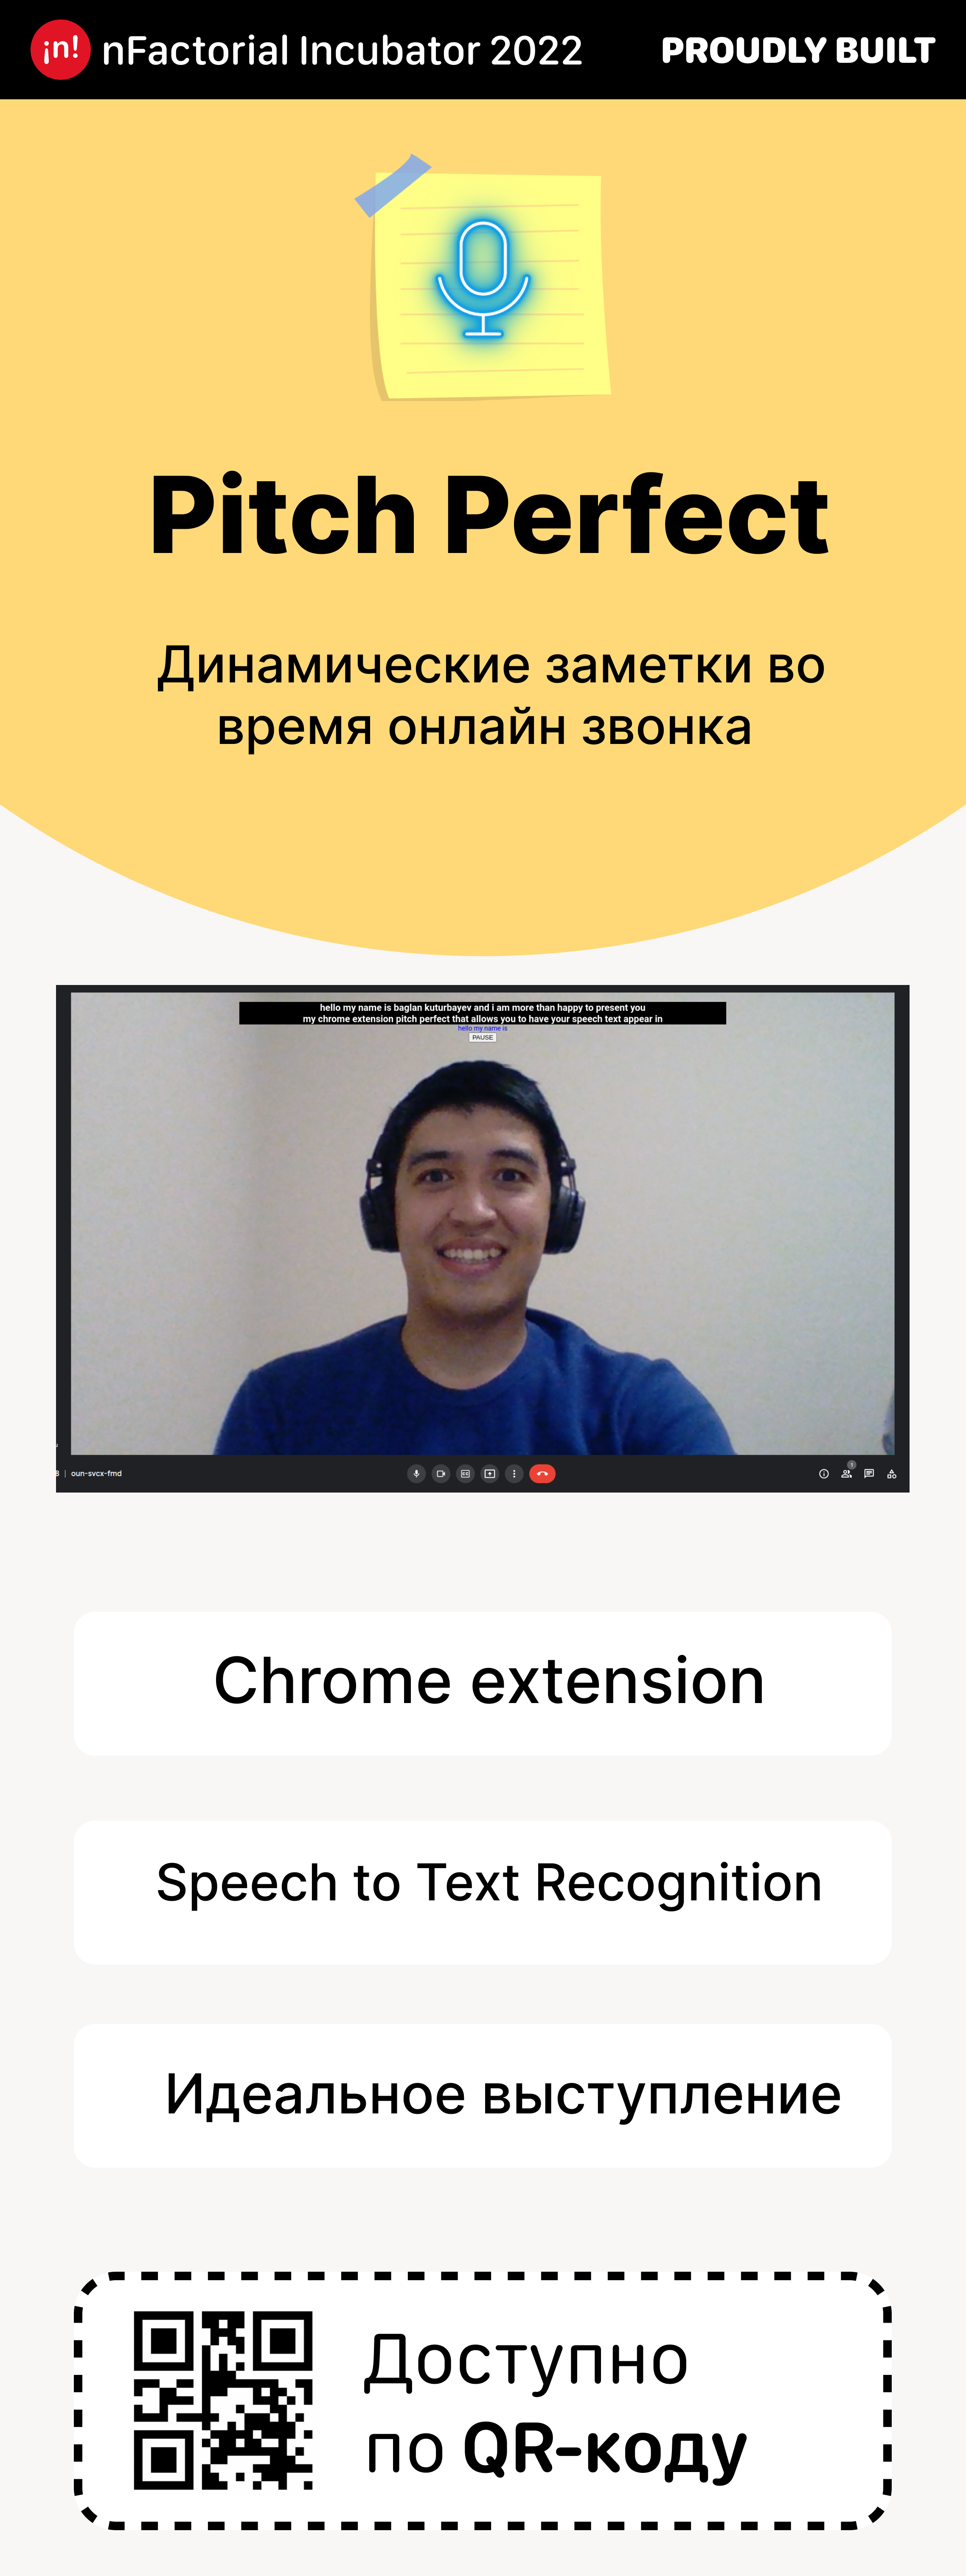 ¡n! nFactorial Incubator 2022 PROUDLY BUILT
Pitch Perfect
Динамические заметки во
время онлайн звонка
hello my name is baglan kuturbayev and i am more than happy to present you
my chrome extension pitch perfect that allows you to have your speech text appear in
hello my name is
PAUSE
8 | oun-svcx-fmd
1
Chrome extension
Speech to Text Recognition
Идеальное выступление
Доступно
по QR-коду